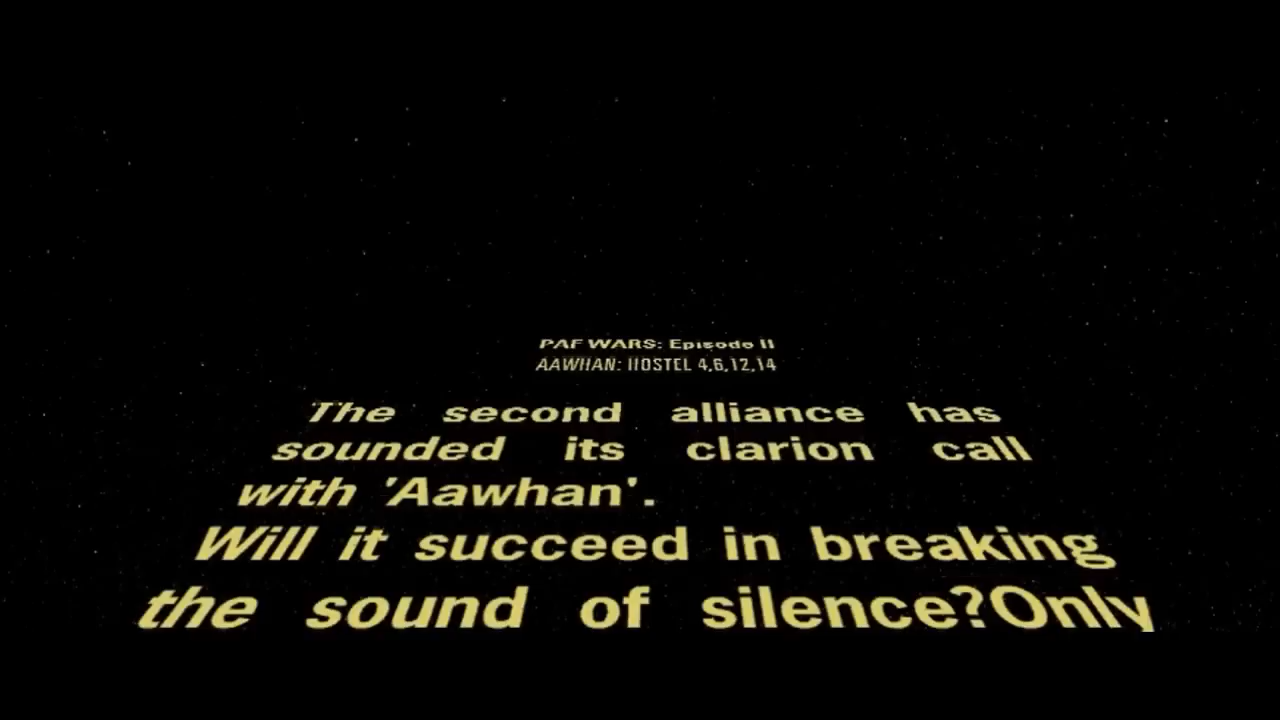 PAF WARS: Episode II
AAWHAN: HOSTEL 4,6,12,14
The second alliance has
sounded its clarion call
with 'Aawhan'.
Will it succeed in breaking
the sound of silence?Only